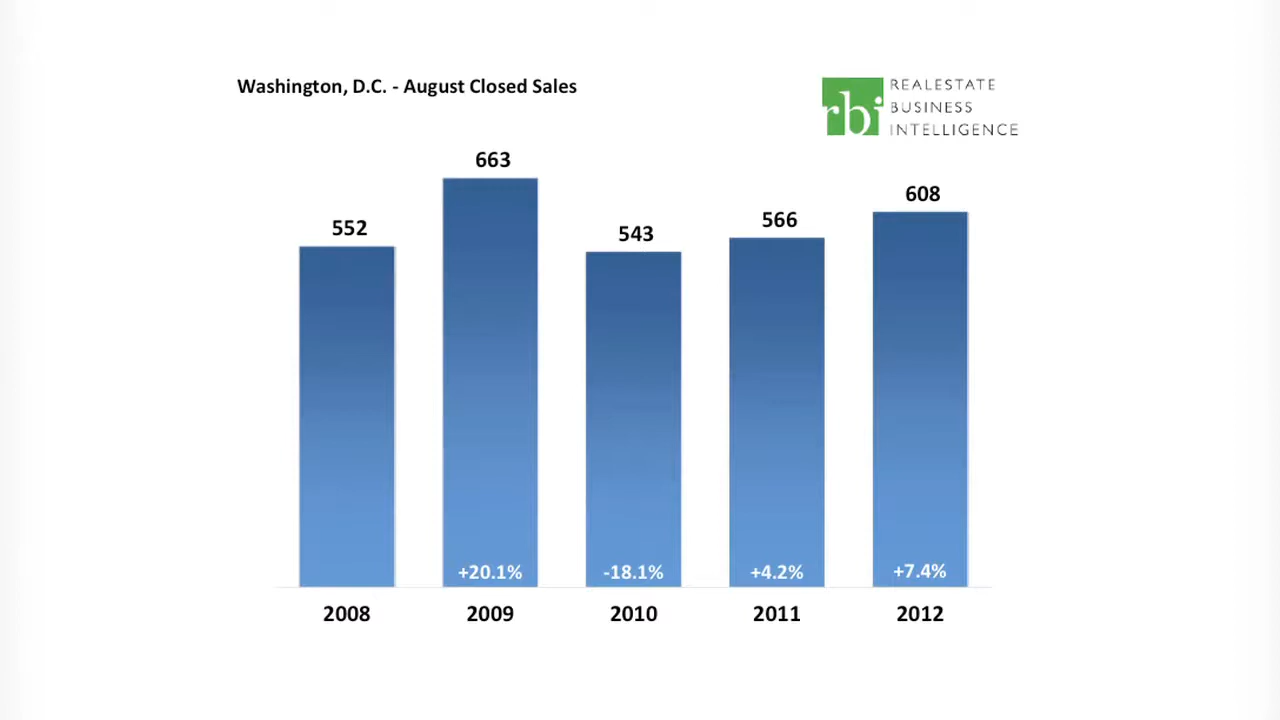 Washington, D.C. - August Closed Sales
rbi
REALESTATE
BUSINESS
INTELLIGENCE
552
663
543
566
608
+20.1%
-18.1%
+4.2%
+7.4%
2008
2009
2010
2011
2012